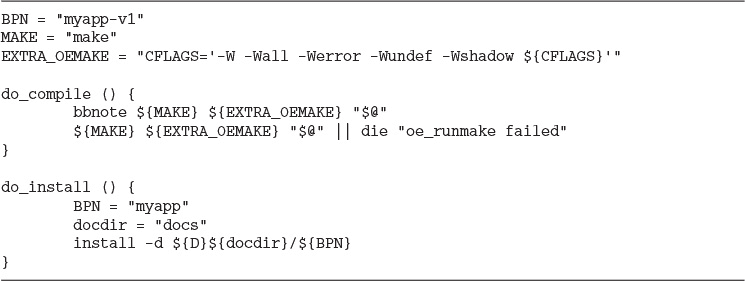 BPN = "myapp-v1"
MAKE = "make"
EXTRA_OEMAKE = "CFLAGS='-W -Wall -Werror -Wundef -Wshadow ${CFLAGS}'"

do_compile () {
        bbnote ${MAKE} ${EXTRA_OEMAKE} "$@"
        ${MAKE} ${EXTRA_OEMAKE} "$@" || die "oe_runmake failed"
}

do_install () {
        BPN = "myapp"
        docdir = "docs"
        install -d ${D}${docdir}/${BPN}
}